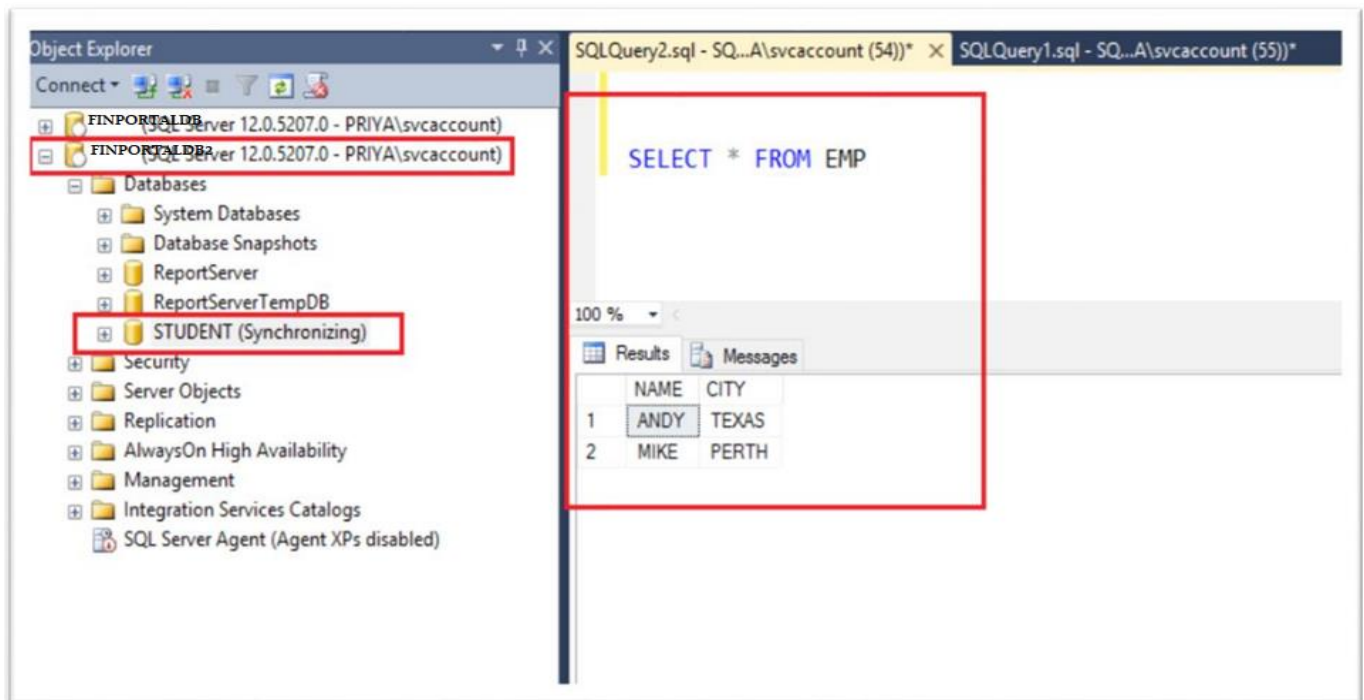 Object Explorer
Connect
FINPORTALDB (SQL Server 12.0.5207.0 - PRIYA\svcaccount)
FINPORTALDB2 (SQL Server 12.0.5207.0 - PRIYA\svcaccount)
Databases
System Databases
Database Snapshots
ReportServer
ReportServerTempDB
STUDENT (Synchronizing)
Security
Server Objects
Replication
AlwaysOn High Availability
Management
Integration Services Catalogs
SQL Server Agent (Agent XPs disabled)
SQLQuery2.sql - SQ...A\svcaccount (54))* SQLQuery1.sql - SQ...A\svcaccount (55))*
SELECT * FROM EMP
100 %
Results Messages
NAME CITY
1 ANDY TEXAS
2 MIKE PERTH